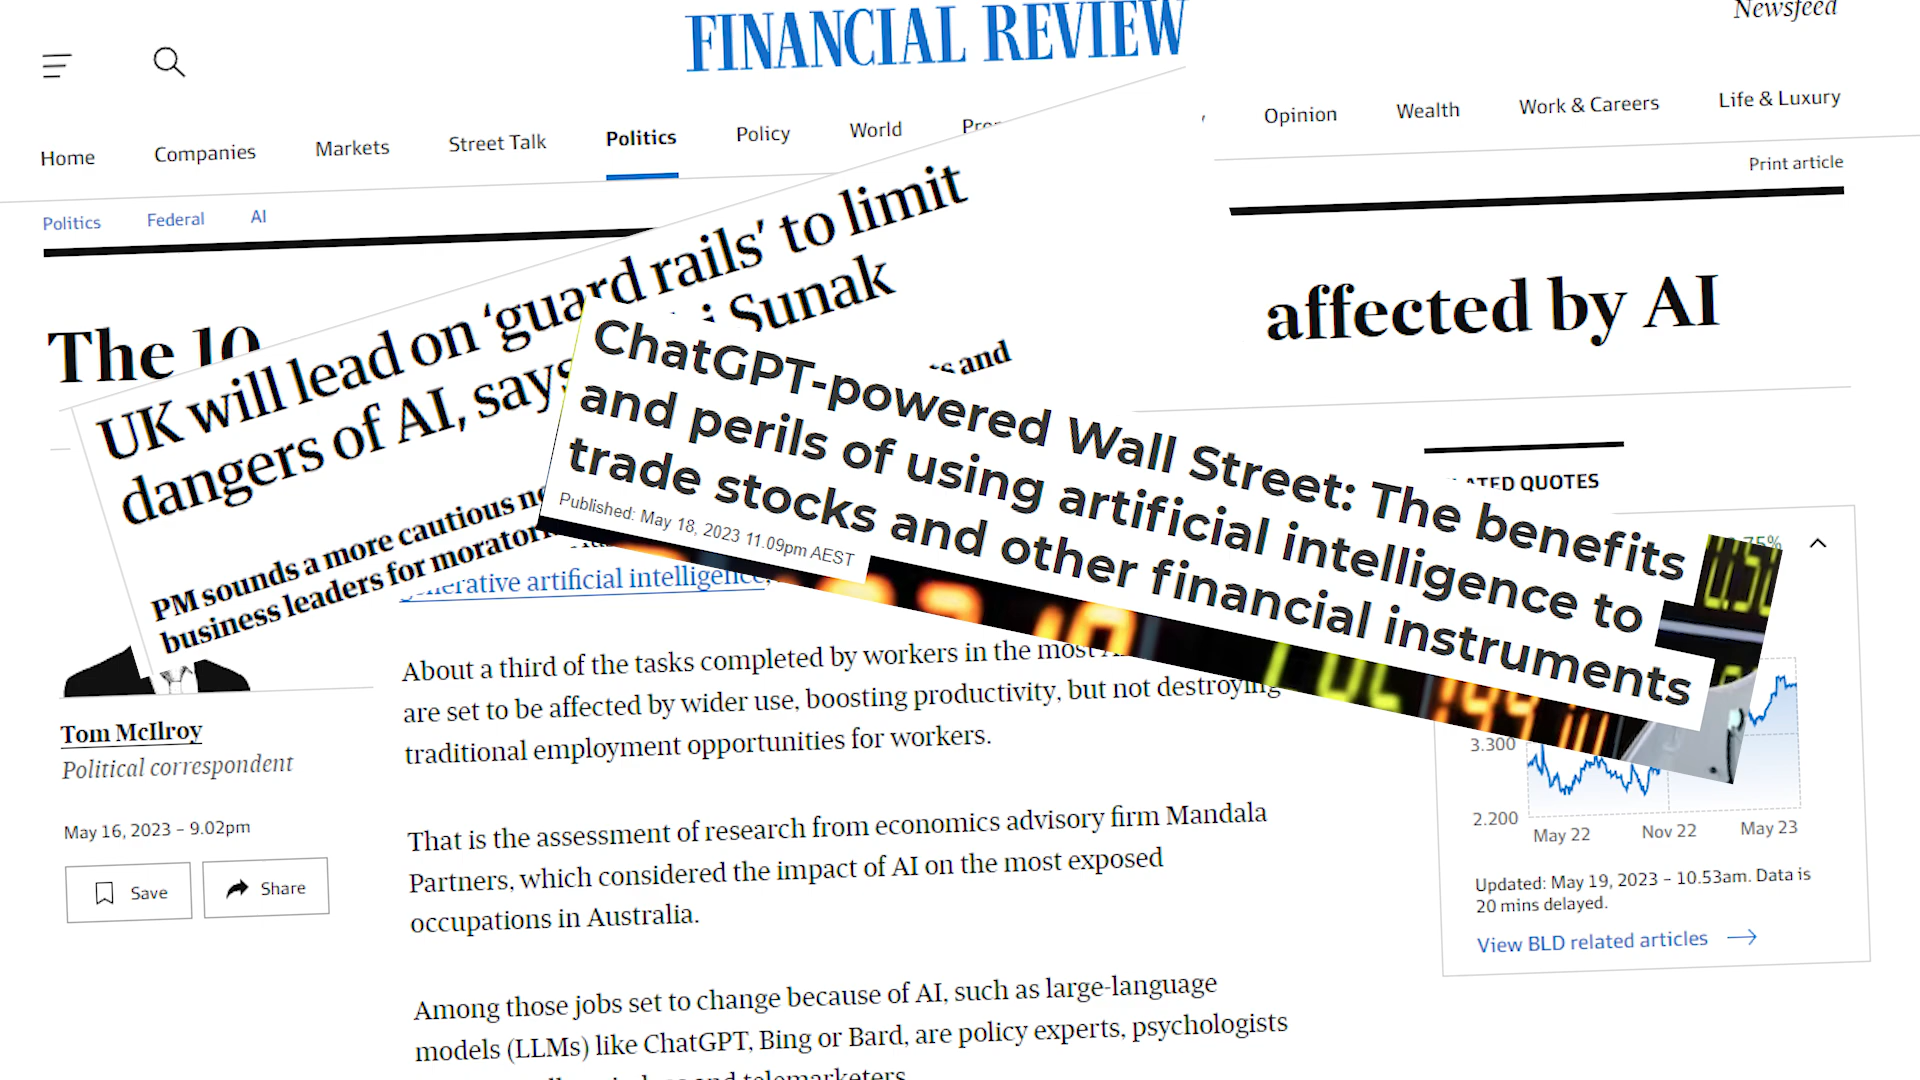 FINANCIAL REVIEW
Newsfeed
Home Companies Markets Street Talk Politics Policy World Opinion Wealth Work & Careers Life & Luxury
Print article
Politics Federal AI
The 10
affected by AI
UK will lead on ‘guard rails’ to limit
dangers of AI, says Sunak
PM sounds a more cautious
and
business leaders for
ChatGPT-powered Wall Street: The benefits
and perils of using artificial intelligence to
trade stocks and other financial instruments
Published: May 18, 2023 11.09pm AEST
generative artificial intelligence,
About a third of the tasks completed by workers in the most
are set to be affected by wider use, boosting productivity, but not destroying
traditional employment opportunities for workers.
That is the assessment of research from economics advisory firm Mandala
Partners, which considered the impact of AI on the most exposed
occupations in Australia.
Among those jobs set to change because of AI, such as large-language
models (LLMs) like ChatGPT, Bing or Bard, are policy experts, psychologists
and telemarketers.
Tom McIlroy
Political correspondent
May 16, 2023 – 9.02pm
Save Share
QUOTES
3.300
2.200
May 22 Nov 22 May 23
Updated: May 19, 2023 – 10.53am. Data is
20 mins delayed.
View BLD related articles